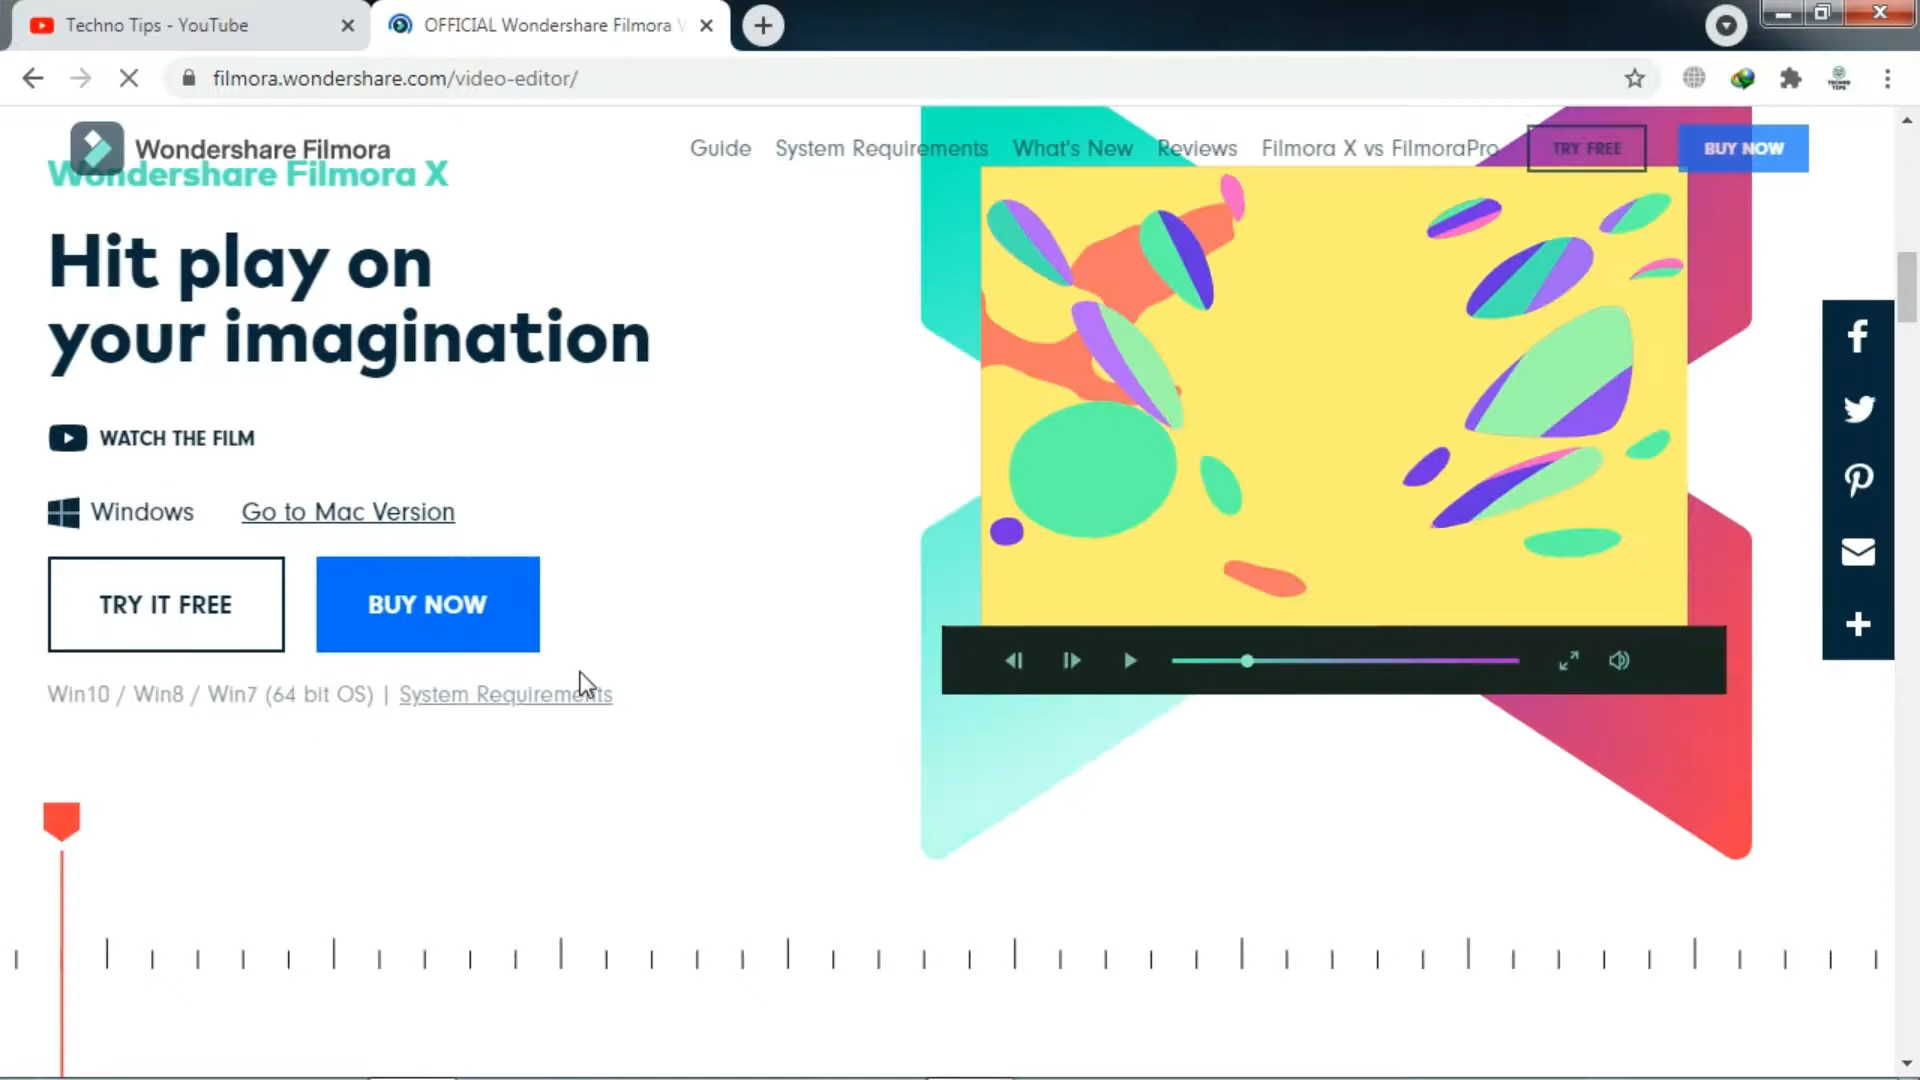 Techno Tips - YouTube
OFFICIAL Wondershare Filmora
filmora.wondershare.com/video-editor/
Wondershare Filmora
Guide
System Requirements
What's New
Reviews
Filmora X vs FilmoraPro
TRY FREE
BUY NOW
Wondershare Filmora X
Hit play on
your imagination
WATCH THE FILM
Windows
Go to Mac Version
TRY IT FREE
BUY NOW
Win10 / Win8 / Win7 (64 bit OS) | System Requirements